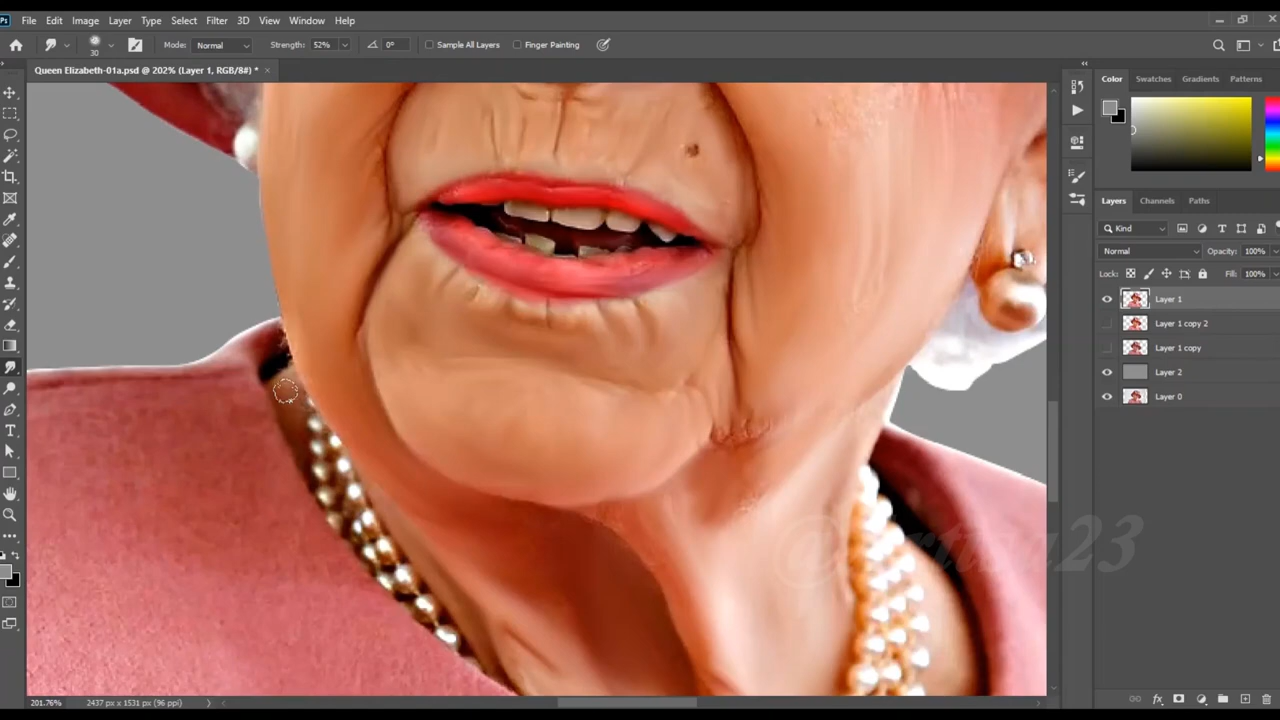 Ps File Edit Image Layer Type Select Filter 3D View Window Help
30 Mode: Normal Strength: 52% 0° Sample All Layers Finger Painting
Queen Elizabeth-01a.psd @ 202% (Layer 1, RGB/8#) * ×
Color Swatches Gradients Patterns
Layers Channels Paths
Kind
Normal Opacity: 100%
Lock: Fill: 100%
Layer 1
Layer 1 copy 2
Layer 1 copy
Layer 2
Layer 0
201.76% 2437 px x 1531 px (96 ppi)